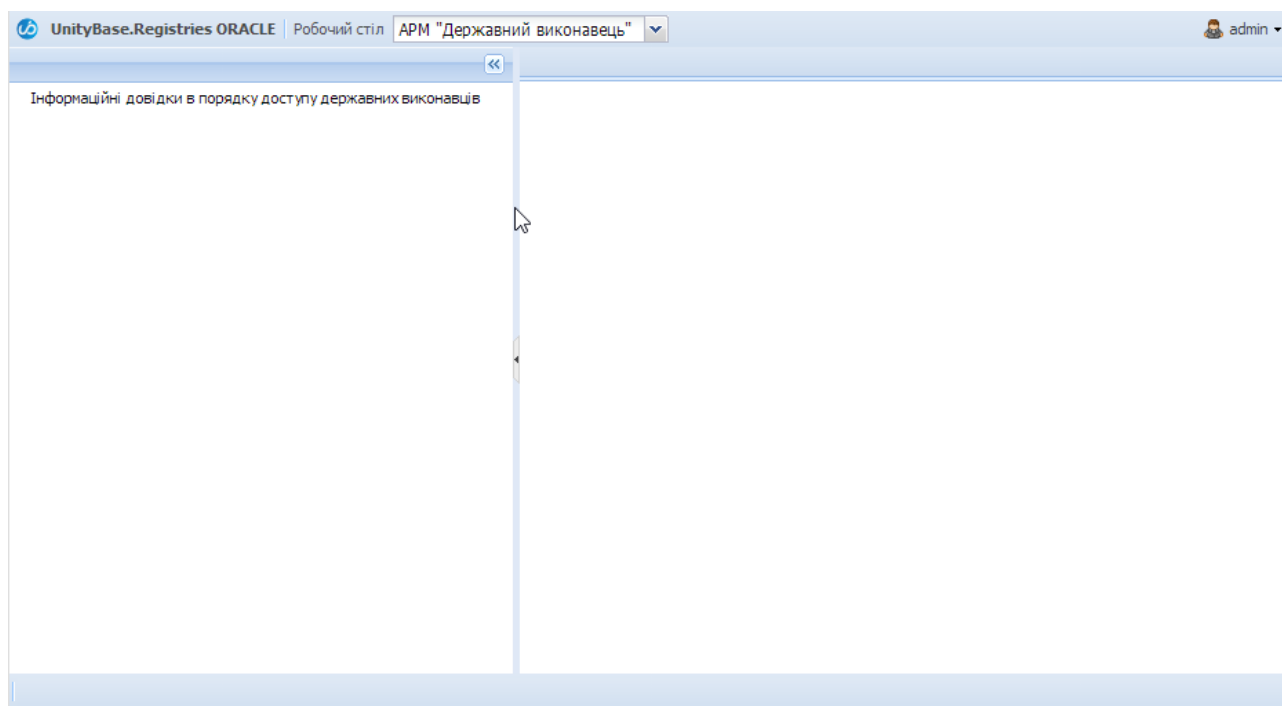 UnityBase.Registries ORACLE Робочий стіл АРМ "Державний виконавець" admin
Інформаційні довідки в порядку доступу державних виконавців